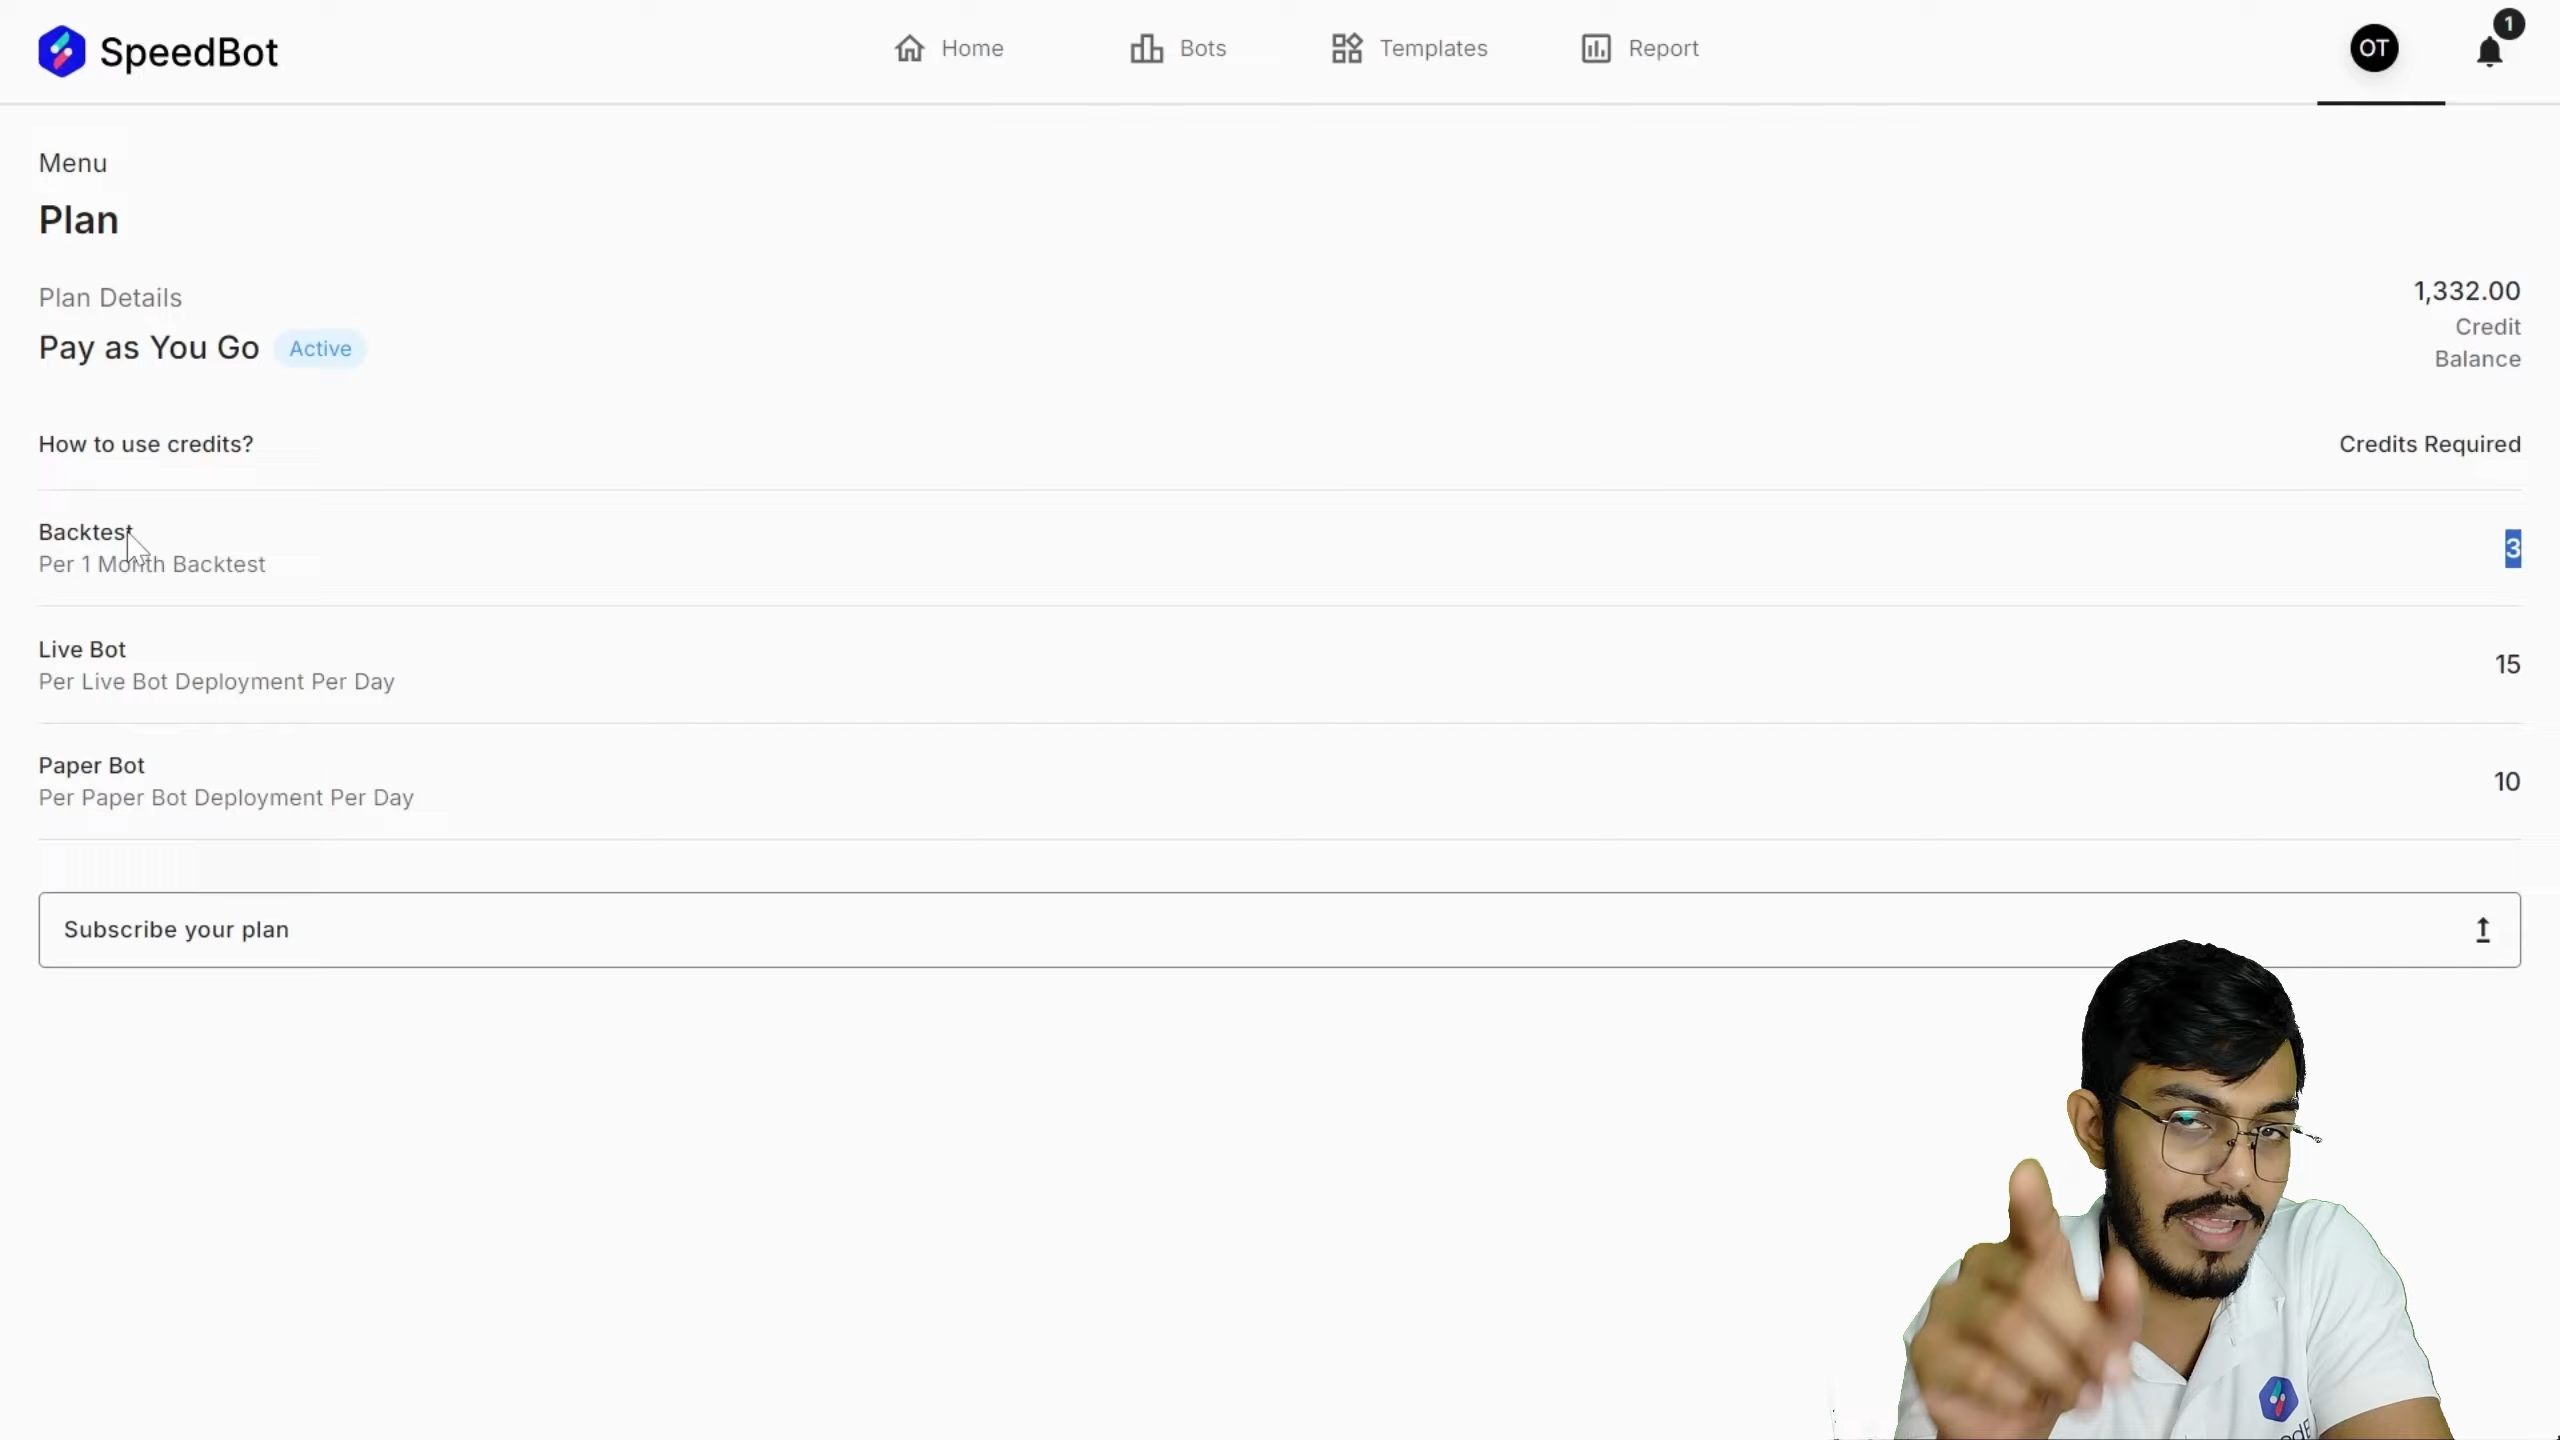 SpeedBot
Home
Bots
Templates
Report
OT
1
Menu
Plan
Plan Details
Pay as You Go
Active
1,332.00
Credit
Balance
How to use credits?
Credits Required
Backtest
Per 1 Month Backtest
3
Live Bot
Per Live Bot Deployment Per Day
15
Paper Bot
Per Paper Bot Deployment Per Day
10
Subscribe your plan